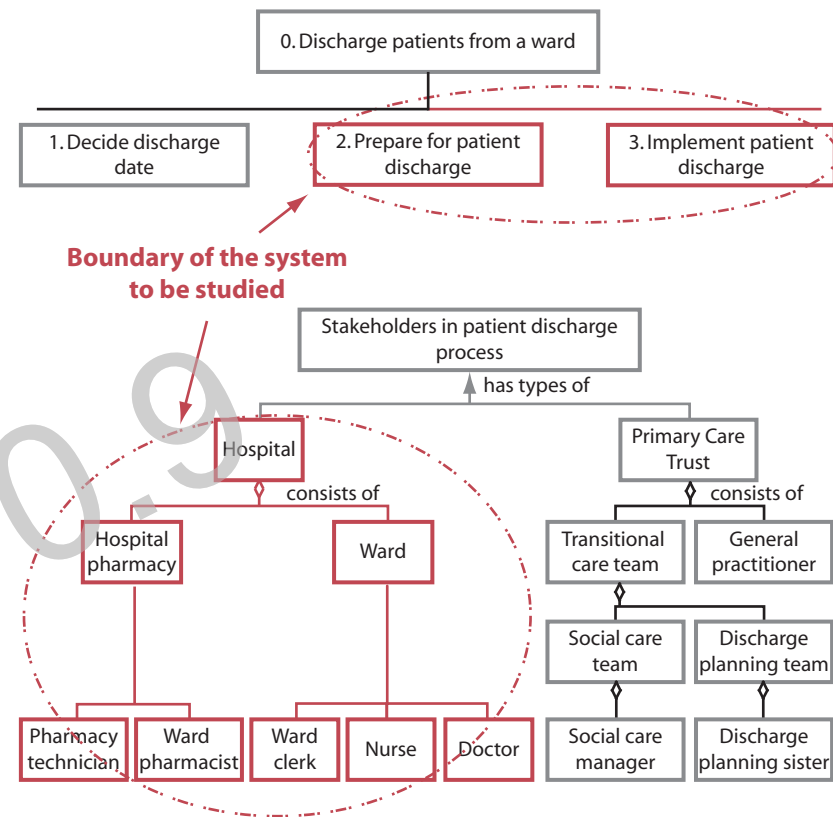 0. Discharge patients from a ward
1. Decide discharge
date
2. Prepare for patient
discharge
3. Implement patient
discharge
Boundary of the system
to be studied
Stakeholders in patient discharge
process
has types of
Hospital
Primary Care
Trust
consists of
consists of
Hospital
pharmacy
Ward
Transitional
care team
General
practitioner
Social care
team
Discharge
planning team
Pharmacy
technician
Ward
pharmacist
Ward
clerk
Nurse
Doctor
Social care
manager
Discharge
planning sister
0.9